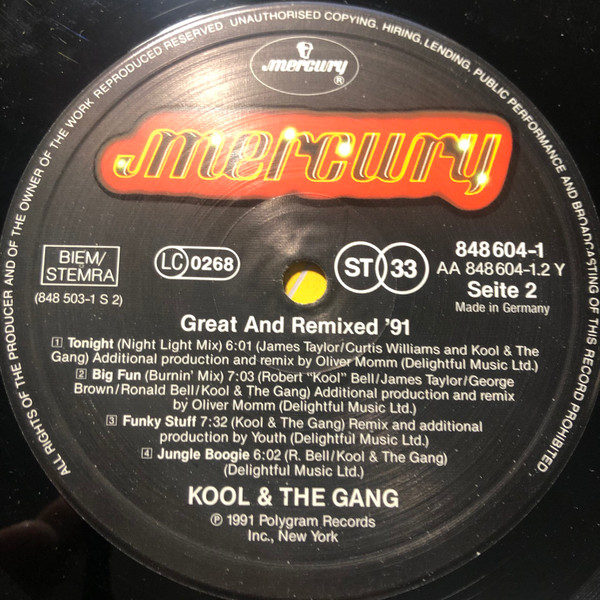 ALL RIGHTS OF THE PRODUCER AND OF THE OWNER OF THE WORK REPRODUCED RESERVED UNAUTHORISED COPYING, HIRING, LENDING, PUBLIC PERFORMANCE AND BROADCASTING OF THIS RECORD PROHIBITED
mercury ®
mercury
BIEM/
STEMRA
(848 503-1 S 2)
LC 0268
ST 33
848 604-1
AA 848 604-1.2 Y
Seite 2
Made in Germany
Great And Remixed '91
1 Tonight (Night Light Mix) 6:01 (James Taylor/Curtis Williams and Kool & The
Gang) Additional production and remix by Oliver Momm (Delightful Music Ltd.)
2 Big Fun (Burnin' Mix) 7:03 (Robert "Kool" Bell/James Taylor/George
Brown/Ronald Bell/Kool & The Gang) Additional production and remix
by Oliver Momm (Delightful Music Ltd.)
3 Funky Stuff 7:32 (Kool & The Gang) Remix and additional
production by Youth (Delightful Music Ltd.)
4 Jungle Boogie 6:02 (R. Bell/Kool & The Gang)
(Delightful Music Ltd.)
KOOL & THE GANG
℗ 1991 Polygram Records
Inc., New York